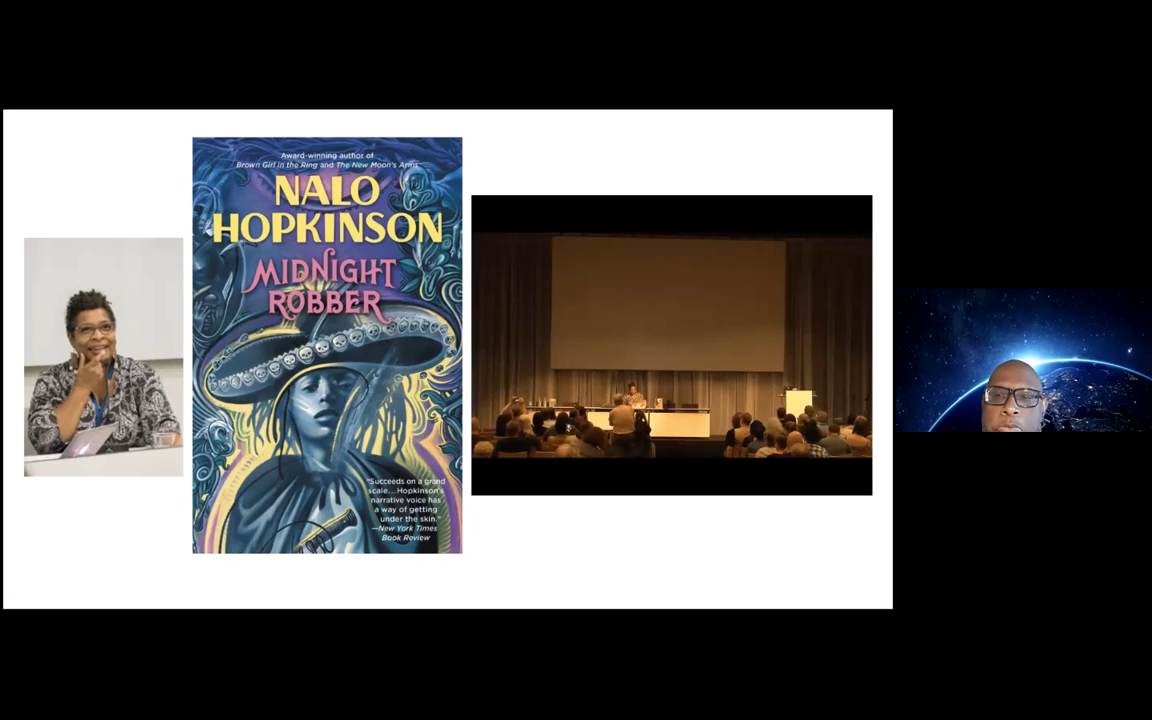 Award-winning author of
Brown Girl in the Ring and The New Moon's Arms
NALO
HOPKINSON
MIDNIGHT
ROBBER
"Succeeds on a grand
scale...Hopkinson's
narrative voice has
a way of getting
under the skin."
—New York Times
Book Review